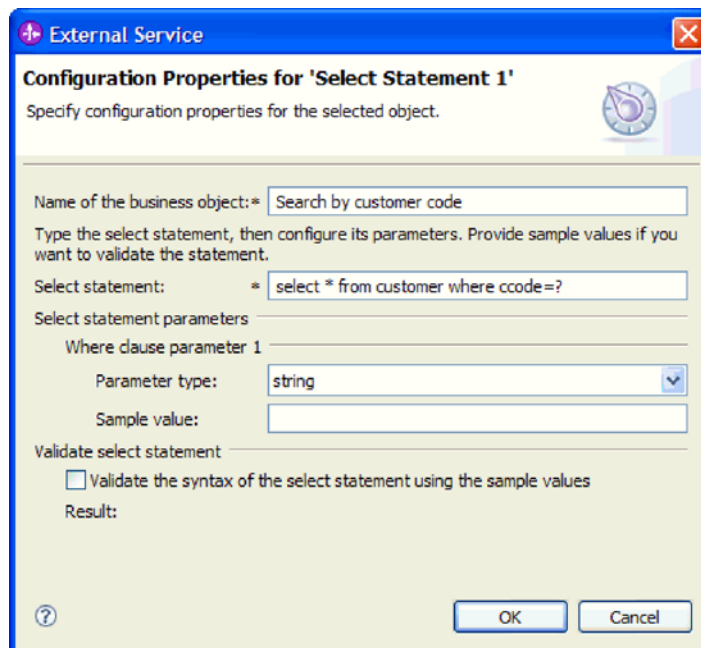 External Service
Configuration Properties for 'Select Statement 1'
Specify configuration properties for the selected object.
Name of the business object:* Search by customer code
Type the select statement, then configure its parameters. Provide sample values if you
want to validate the statement.
Select statement: * select * from customer where ccode=?
Select statement parameters
Where clause parameter 1
Parameter type: string
Sample value:
Validate select statement
Validate the syntax of the select statement using the sample values
Result:
? OK Cancel